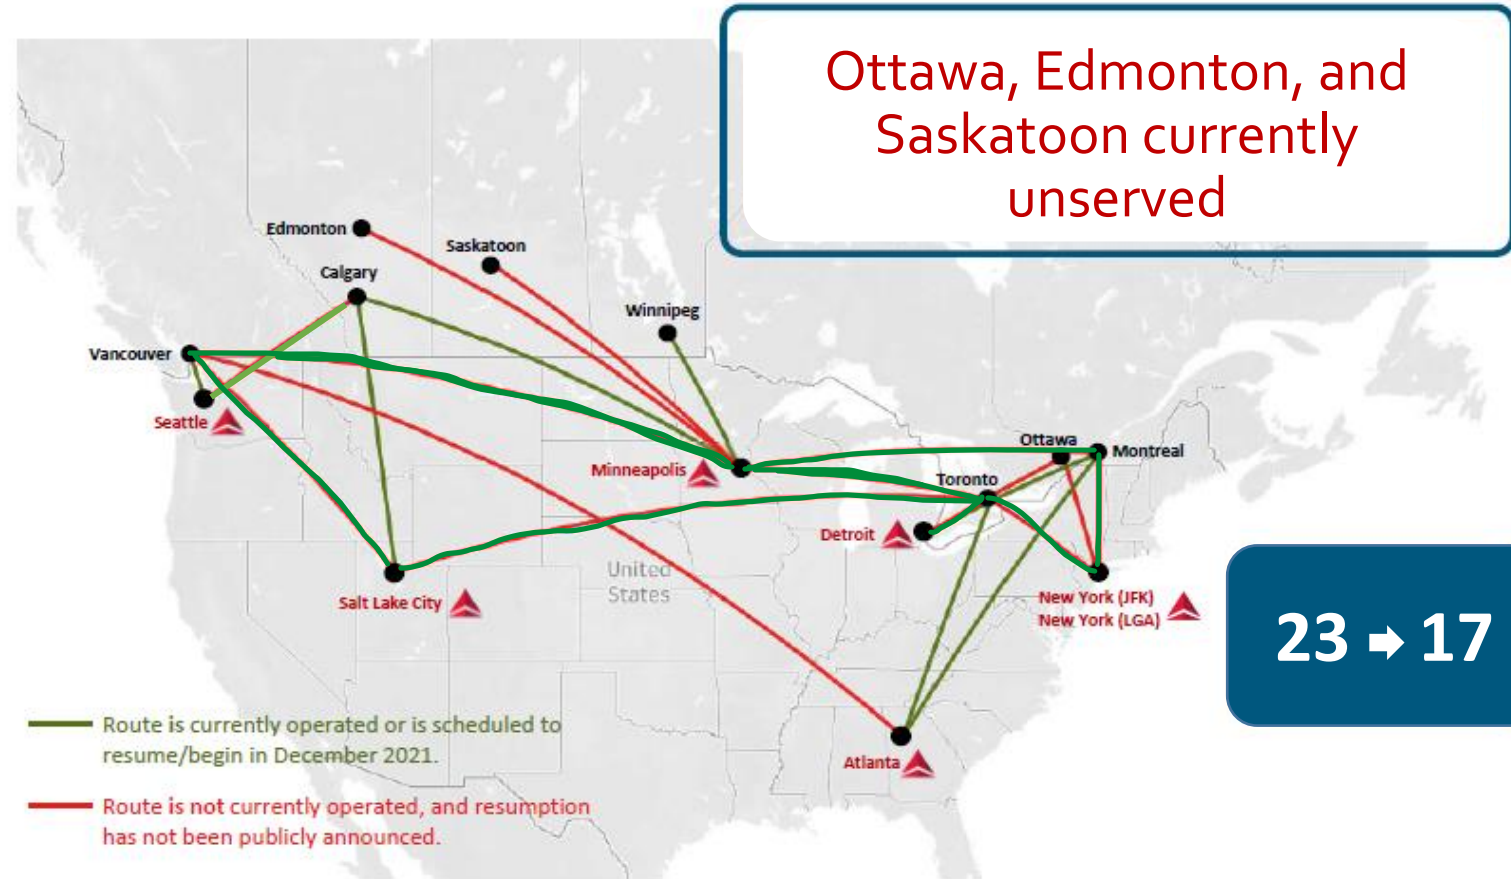 Ottawa, Edmonton, and
Saskatoon currently
unserved
Edmonton
Saskatoon
Calgary
Winnipeg
Vancouver
Seattle
Minneapolis
Ottawa
Montreal
Toronto
Detroit
United
States
Salt Lake City
New York (JFK)
New York (LGA)
23 → 17
Atlanta
Route is currently operated or is scheduled to
resume/begin in December 2021.
Route is not currently operated, and resumption
has not been publicly announced.